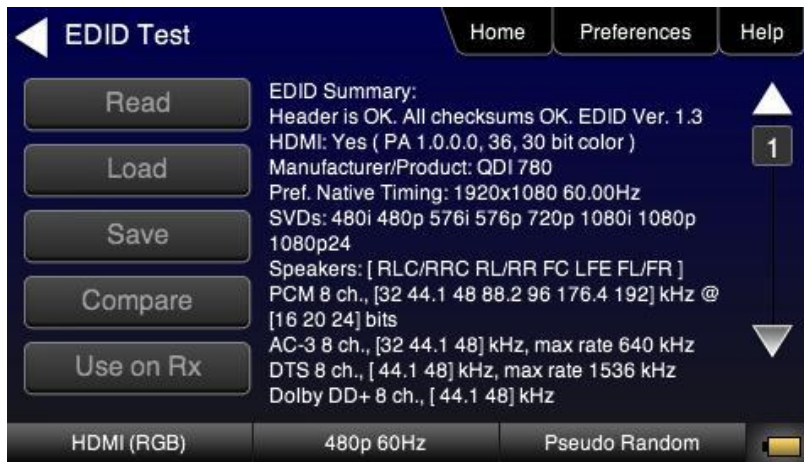 EDID Test
Home
Preferences
Help
Read
Load
Save
Compare
Use on Rx
EDID Summary:
Header is OK. All checksums OK. EDID Ver. 1.3
HDMI: Yes ( PA 1.0.0.0, 36, 30 bit color )
Manufacturer/Product: QDI 780
Pref. Native Timing: 1920x1080 60.00Hz
SVDs: 480i 480p 576i 576p 720p 1080i 1080p
1080p24
Speakers: [ RLC/RRC RL/RR FC LFE FL/FR ]
PCM 8 ch., [32 44.1 48 88.2 96 176.4 192] kHz @
[16 20 24] bits
AC-3 8 ch., [32 44.1 48] kHz, max rate 640 kHz
DTS 8 ch., [ 44.1 48] kHz, max rate 1536 kHz
Dolby DD+ 8 ch., [ 44.1 48] kHz
1
HDMI (RGB)
480p 60Hz
Pseudo Random